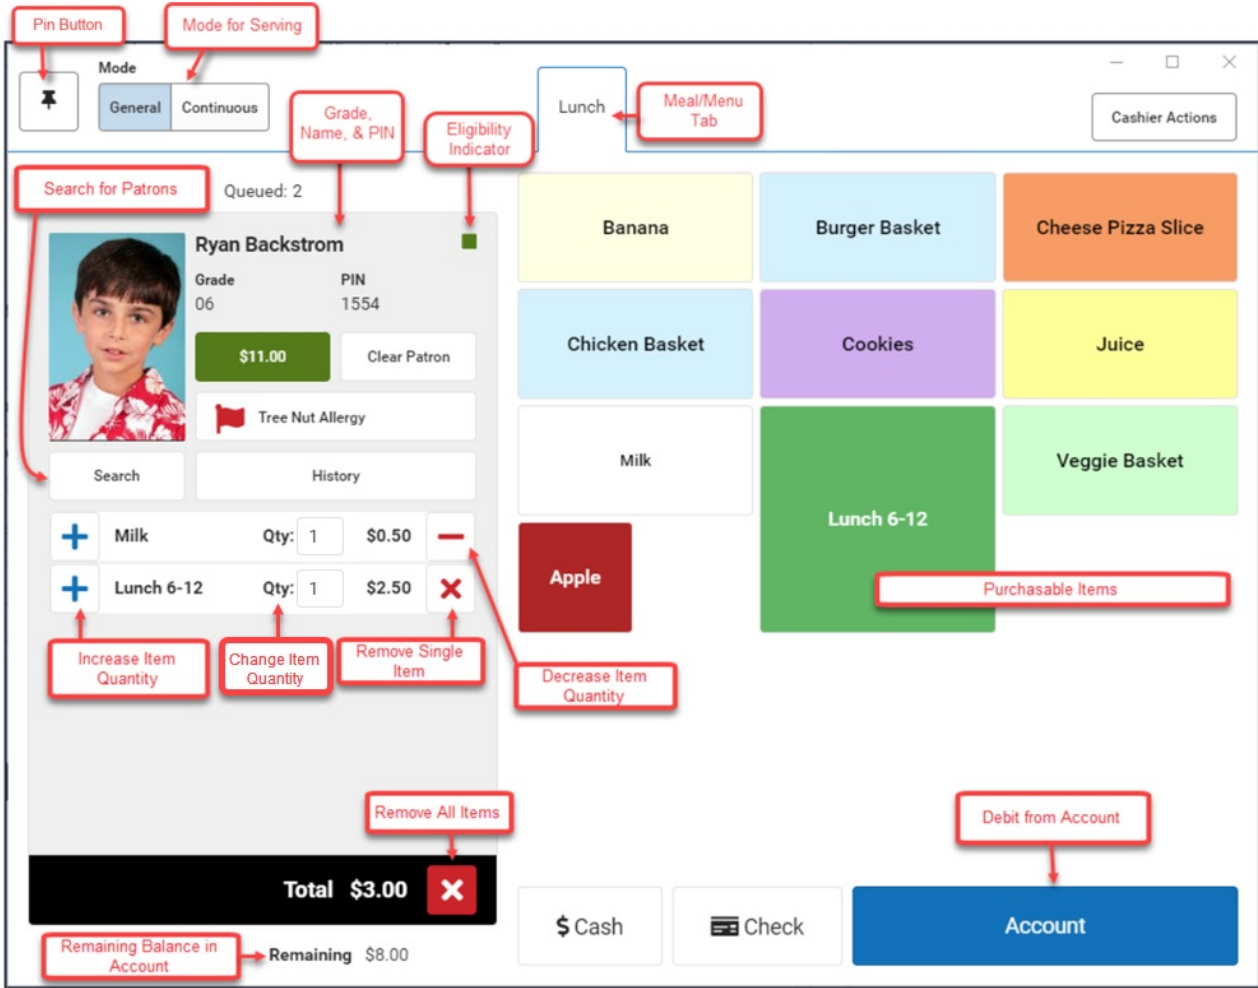 Pin Button
Mode for Serving
Mode
General
Continuous
Grade,
Name, & PIN
Eligibility
Indicator
Lunch
Meal/Menu
Tab
Cashier Actions
Search for Patrons
Queued: 2
Ryan Backstrom
Grade
PIN
06
1554
$11.00
Clear Patron
Tree Nut Allergy
Search
History
Milk Qty: 1 $0.50
Lunch 6-12 Qty: 1 $2.50
Increase Item
Quantity
Change Item
Quantity
Remove Single
Item
Decrease Item
Quantity
Remove All Items
Total $3.00
Remaining Balance in
Account
Remaining $8.00
Banana
Burger Basket
Cheese Pizza Slice
Chicken Basket
Cookies
Juice
Milk
Lunch 6-12
Veggie Basket
Apple
Purchasable Items
Debit from Account
$ Cash
Check
Account